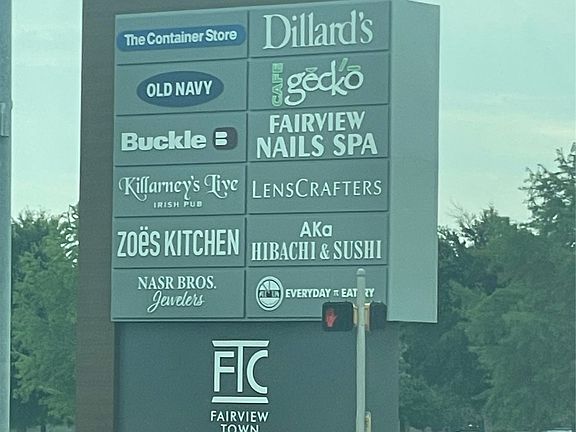 The Container Store
Dillard's
OLD NAVY
CAFE gecko
Buckle B
FAIRVIEW
NAILS SPA
Killarney's Live
IRISH PUB
LENSCRAFTERS
ZOËS KITCHEN
AKa
HIBACHI & SUSHI
NASR BROS.
Jewelers
EVERYDAY π EATERY
FTC
FAIRVIEW
TOWN